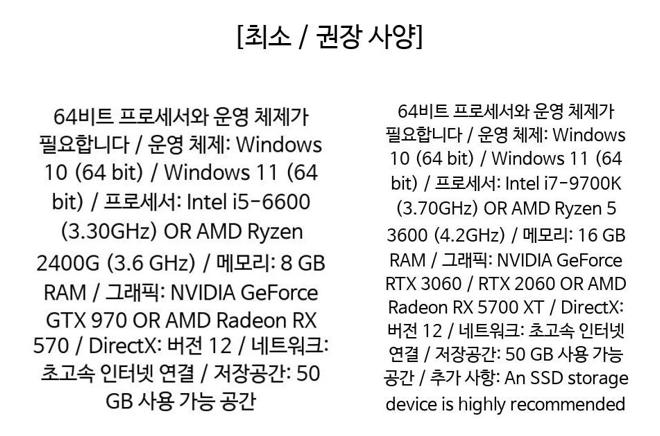 [최소 / 권장 사양]
64비트 프로세서와 운영 체제가
필요합니다 / 운영 체제: Windows
10 (64 bit) / Windows 11 (64
bit) / 프로세서: Intel i5-6600
(3.30GHz) OR AMD Ryzen
2400G (3.6 GHz) / 메모리: 8 GB
RAM / 그래픽: NVIDIA GeForce
GTX 970 OR AMD Radeon RX
570 / DirectX: 버전 12 / 네트워크:
초고속 인터넷 연결 / 저장공간: 50
GB 사용 가능 공간
64비트 프로세서와 운영 체제가
필요합니다 / 운영 체제: Windows
10 (64 bit) / Windows 11 (64
bit) / 프로세서: Intel i7-9700K
(3.70GHz) OR AMD Ryzen 5
3600 (4.2GHz) / 메모리: 16 GB
RAM / 그래픽: NVIDIA GeForce
RTX 3060 / RTX 2060 OR AMD
Radeon RX 5700 XT / DirectX:
버전 12 / 네트워크: 초고속 인터넷
연결 / 저장공간: 50 GB 사용 가능
공간 / 추가 사항: An SSD storage
device is highly recommended